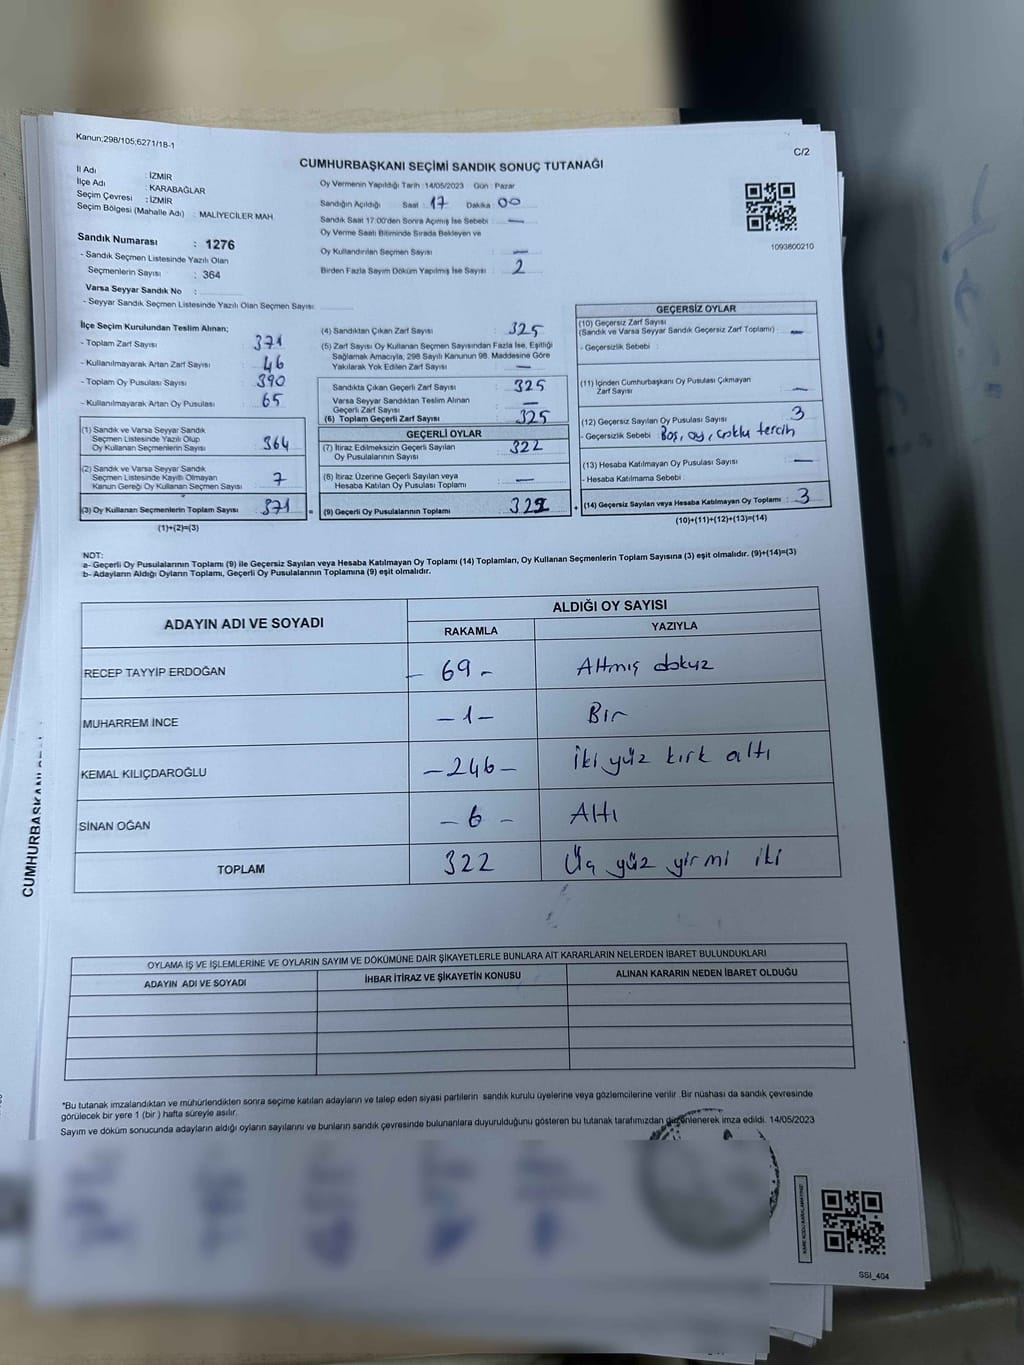 Kanun;298/105;6271/18-1
C/2
CUMHURBAŞKANI SEÇİMİ SANDIK SONUÇ TUTANAĞI
İl Adı : İZMİR
İlçe Adı : KARABAĞLAR
Seçim Çevresi : İZMİR
Seçim Bölgesi (Mahalle Adı) : MALİYECİLER MAH.
Sandık Numarası : 1276
- Sandık Seçmen Listesinde Yazılı Olan
Seçmenlerin Sayısı : 364
Varsa Seyyar Sandık No :
- Seyyar Sandık Seçmen Listesinde Yazılı Olan Seçmen Sayısı:
Oy Vermenin Yapıldığı Tarih :14/05/2023 Gün : Pazar
Sandığın Açıldığı Saat : 17 Dakika : 00
Sandık Saat 17:00'den Sonra Açılmış İse Sebebi : —
Oy Verme Saati Bitiminde Sırada Bekleyen ve
Oy Kullandırılan Seçmen Sayısı : —
Birden Fazla Sayım Döküm Yapılmış İse Sayısı : 2
1093800210
İlçe Seçim Kurulundan Teslim Alınan;
- Toplam Zarf Sayısı : 371
- Kullanılmayarak Artan Zarf Sayısı : 46
- Toplam Oy Pusulası Sayısı : 390
- Kullanılmayarak Artan Oy Pusulası : 65
(1) Sandık ve Varsa Seyyar Sandık
Seçmen Listesinde Yazılı Olup
Oy Kullanan Seçmenlerin Sayısı : 364
(2) Sandık ve Varsa Seyyar Sandık
Seçmen Listesinde Kayıtlı Olmayan
Kanun Gereği Oy Kullanan Seçmen Sayısı : 7
(3) Oy Kullanan Seçmenlerin Toplam Sayısı : 371
(1)+(2)=(3)
(4) Sandıktan Çıkan Zarf Sayısı : 325
(5) Zarf Sayısı Oy Kullanan Seçmen Sayısından Fazla İse, Eşitliği
Sağlamak Amacıyla, 298 Sayılı Kanunun 98. Maddesine Göre
Yakılarak Yok Edilen Zarf Sayısı : —
Sandıkta Çıkan Geçerli Zarf Sayısı : 325
Varsa Seyyar Sandıktan Teslim Alınan
Geçerli Zarf Sayısı : —
(6) Toplam Geçerli Zarf Sayısı : 325
GEÇERLİ OYLAR
(7) İtiraz Edilmeksizin Geçerli Sayılan
Oy Pusulalarının Sayısı : 322
(8) İtiraz Üzerine Geçerli Sayılan veya
Hesaba Katılan Oy Pusulası Toplamı : —
= (9) Geçerli Oy Pusulalarının Toplamı : 322
GEÇERSİZ OYLAR
(10) Geçersiz Zarf Sayısı
(Sandık ve Varsa Seyyar Sandık Geçersiz Zarf Toplamı) : —
- Geçersizlik Sebebi :
(11) İçinden Cumhurbaşkanı Oy Pusulası Çıkmayan
Zarf Sayısı : —
(12) Geçersiz Sayılan Oy Pusulası Sayısı : 3
- Geçersizlik Sebebi : Boş, oy, çoklu tercih
(13) Hesaba Katılmayan Oy Pusulası Sayısı : —
- Hesaba Katılmama Sebebi :
+ (14) Geçersiz Sayılan veya Hesaba Katılmayan Oy Toplamı : 3
(10)+(11)+(12)+(13)=(14)
NOT:
a- Geçerli Oy Pusulalarının Toplamı (9) ile Geçersiz Sayılan veya Hesaba Katılmayan Oy Toplamı (14) Toplamları, Oy Kullanan Seçmenlerin Toplam Sayısına (3) eşit olmalıdır. (9)+(14)=(3)
b- Adayların Aldığı Oyların Toplamı, Geçerli Oy Pusulalarının Toplamına (9) eşit olmalıdır.
ADAYIN ADI VE SOYADI ALDIĞI OY SAYISI
RAKAMLA YAZIYLA
RECEP TAYYİP ERDOĞAN - 69 - Altmış dokuz
MUHARREM İNCE - 1 - Bir
KEMAL KILIÇDAROĞLU - 246 - İki yüz kırk altı
SİNAN OĞAN - 6 - Altı
TOPLAM 322 Üç yüz yirmi iki
OYLAMA İŞ VE İŞLEMLERİNE VE OYLARIN SAYIM VE DÖKÜMÜNE DAİR ŞİKAYETLERLE BUNLARA AİT KARARLARIN NELERDEN İBARET BULUNDUKLARI
ADAYIN ADI VE SOYADI İHBAR İTİRAZ VE ŞİKAYETİN KONUSU ALINAN KARARIN NEDEN İBARET OLDUĞU
*Bu tutanak imzalandıktan ve mühürlendikten sonra seçime katılan adayların ve talep eden siyasi partilerin sandık kurulu üyelerine veya gözlemcilerine verilir. Bir nüshası da sandık çevresinde
görülecek bir yere 1 (bir ) hafta süreyle asılır.
Sayım ve döküm sonucunda adayların aldığı oyların sayılarını ve bunların sandık çevresinde bulunanlara duyurulduğunu gösteren bu tutanak tarafımızdan düzenlenerek imza edildi. 14/05/2023
SSI_404